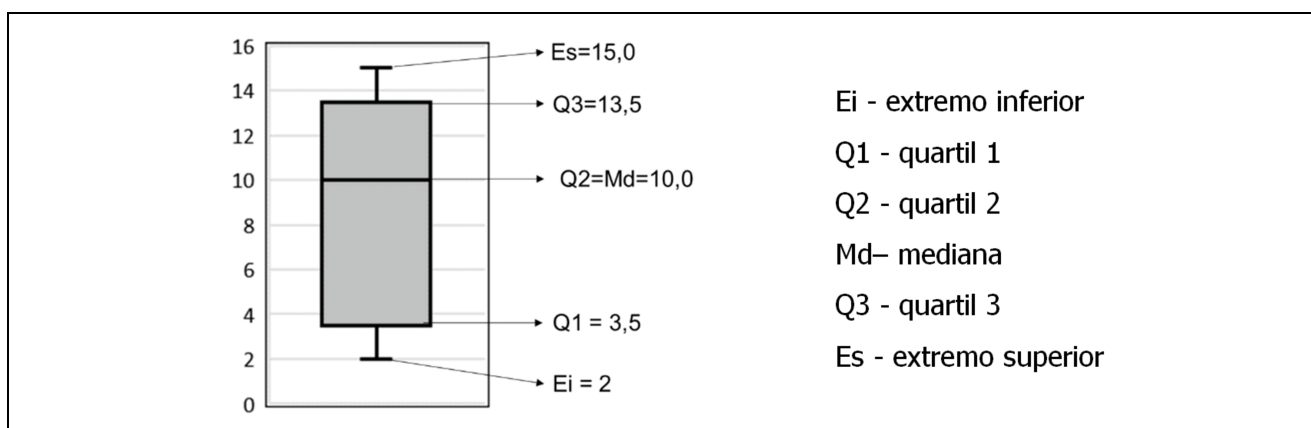 16
14
12
10
8
6
4
2
0
Es=15,0
Q3=13,5
Q2=Md=10,0
Q1 = 3,5
Ei = 2
Ei - extremo inferior
Q1 - quartil 1
Q2 - quartil 2
Md– mediana
Q3 - quartil 3
Es - extremo superior